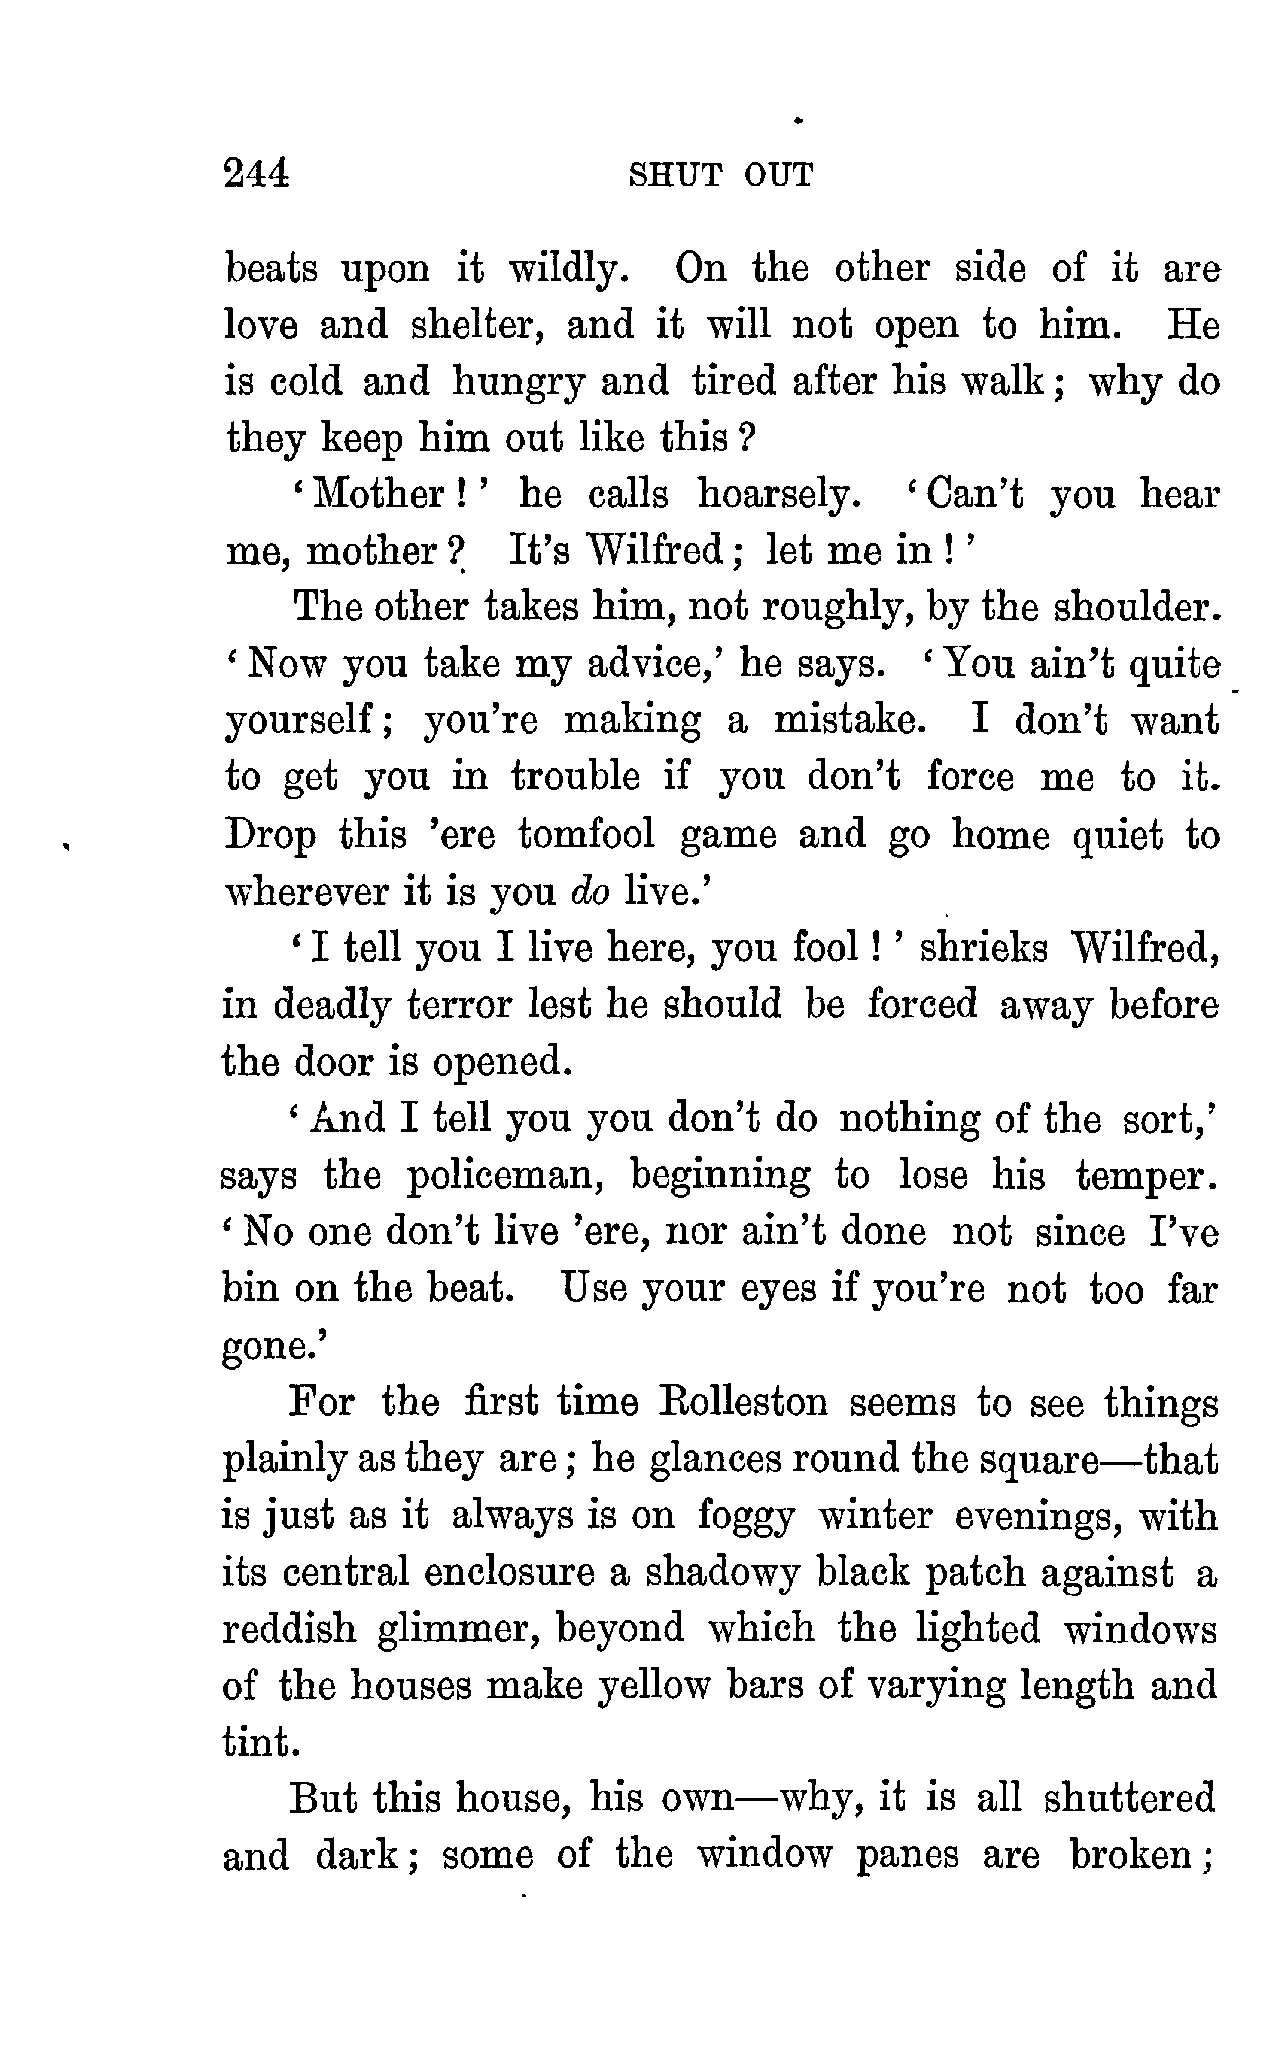 244 SHUT OUT
beats upon it wildly. On the other side of it are
love and shelter, and it will not open to him. He
is cold and hungry and tired after his walk; why do
they keep him out like this?
‘Mother!’ he calls hoarsely. ‘Can’t you hear
me, mother? It’s Wilfred; let me in!’
The other takes him, not roughly, by the shoulder.
‘Now you take my advice,’ he says. ‘You ain’t quite
yourself; you’re making a mistake. I don’t want
to get you in trouble if you don’t force me to it.
Drop this ’ere tomfool game and go home quiet to
wherever it is you do live.’
‘I tell you I live here, you fool!’ shrieks Wilfred,
in deadly terror lest he should be forced away before
the door is opened.
‘And I tell you you don’t do nothing of the sort,’
says the policeman, beginning to lose his temper.
‘No one don’t live ’ere, nor ain’t done not since I’ve
bin on the beat. Use your eyes if you’re not too far
gone.’
For the first time Rolleston seems to see things
plainly as they are; he glances round the square—that
is just as it always is on foggy winter evenings, with
its central enclosure a shadowy black patch against a
reddish glimmer, beyond which the lighted windows
of the houses make yellow bars of varying length and
tint.
But this house, his own—why, it is all shuttered
and dark; some of the window panes are broken;